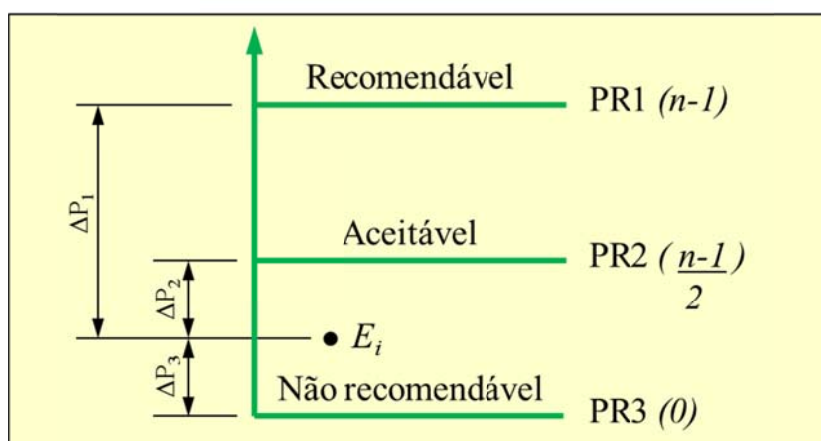 Recomendável
PR1 (n-1)
ΔP1
Aceitável
PR2 (n-1)
2
ΔP2
Ei
ΔP3
Não recomendável
PR3 (0)